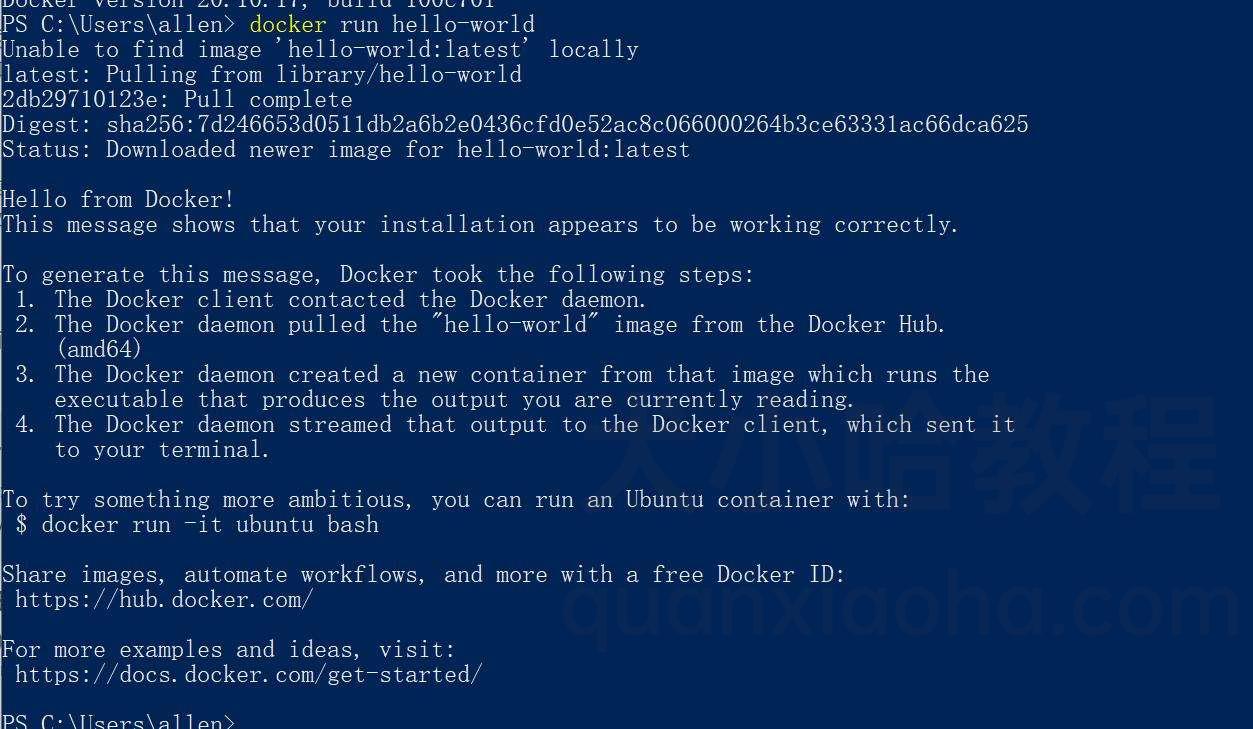 Docker version 20.10.17, build 100c701
PS C:\Users\allen> docker run hello-world
Unable to find image 'hello-world:latest' locally
latest: Pulling from library/hello-world
2db29710123e: Pull complete
Digest: sha256:7d246653d0511db2a6b2e0436cfd0e52ac8c066000264b3ce63331ac66dca625
Status: Downloaded newer image for hello-world:latest
Hello from Docker!
This message shows that your installation appears to be working correctly.
To generate this message, Docker took the following steps:
1. The Docker client contacted the Docker daemon.
2. The Docker daemon pulled the "hello-world" image from the Docker Hub.
(amd64)
3. The Docker daemon created a new container from that image which runs the
executable that produces the output you are currently reading.
4. The Docker daemon streamed that output to the Docker client, which sent it
to your terminal.
To try something more ambitious, you can run an Ubuntu container with:
$ docker run -it ubuntu bash
Share images, automate workflows, and more with a free Docker ID:
https://hub.docker.com/
For more examples and ideas, visit:
https://docs.docker.com/get-started/
PS C:\Users\allen>
犬小哈教程
quanxiaoha.com